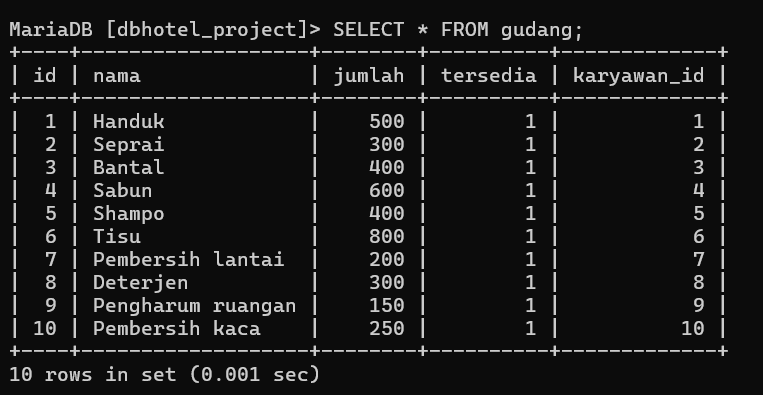 MariaDB [dbhotel_project]> SELECT * FROM gudang;
+----+-------------------+--------+----------+-------------+
| id | nama              | jumlah | tersedia | karyawan_id |
+----+-------------------+--------+----------+-------------+
|  1 | Handuk            |    500 |        1 |           1 |
|  2 | Seprai            |    300 |        1 |           2 |
|  3 | Bantal            |    400 |        1 |           3 |
|  4 | Sabun             |    600 |        1 |           4 |
|  5 | Shampo            |    400 |        1 |           5 |
|  6 | Tisu              |    800 |        1 |           6 |
|  7 | Pembersih lantai  |    200 |        1 |           7 |
|  8 | Deterjen          |    300 |        1 |           8 |
|  9 | Pengharum ruangan |    150 |        1 |           9 |
| 10 | Pembersih kaca    |    250 |        1 |          10 |
+----+-------------------+--------+----------+-------------+
10 rows in set (0.001 sec)